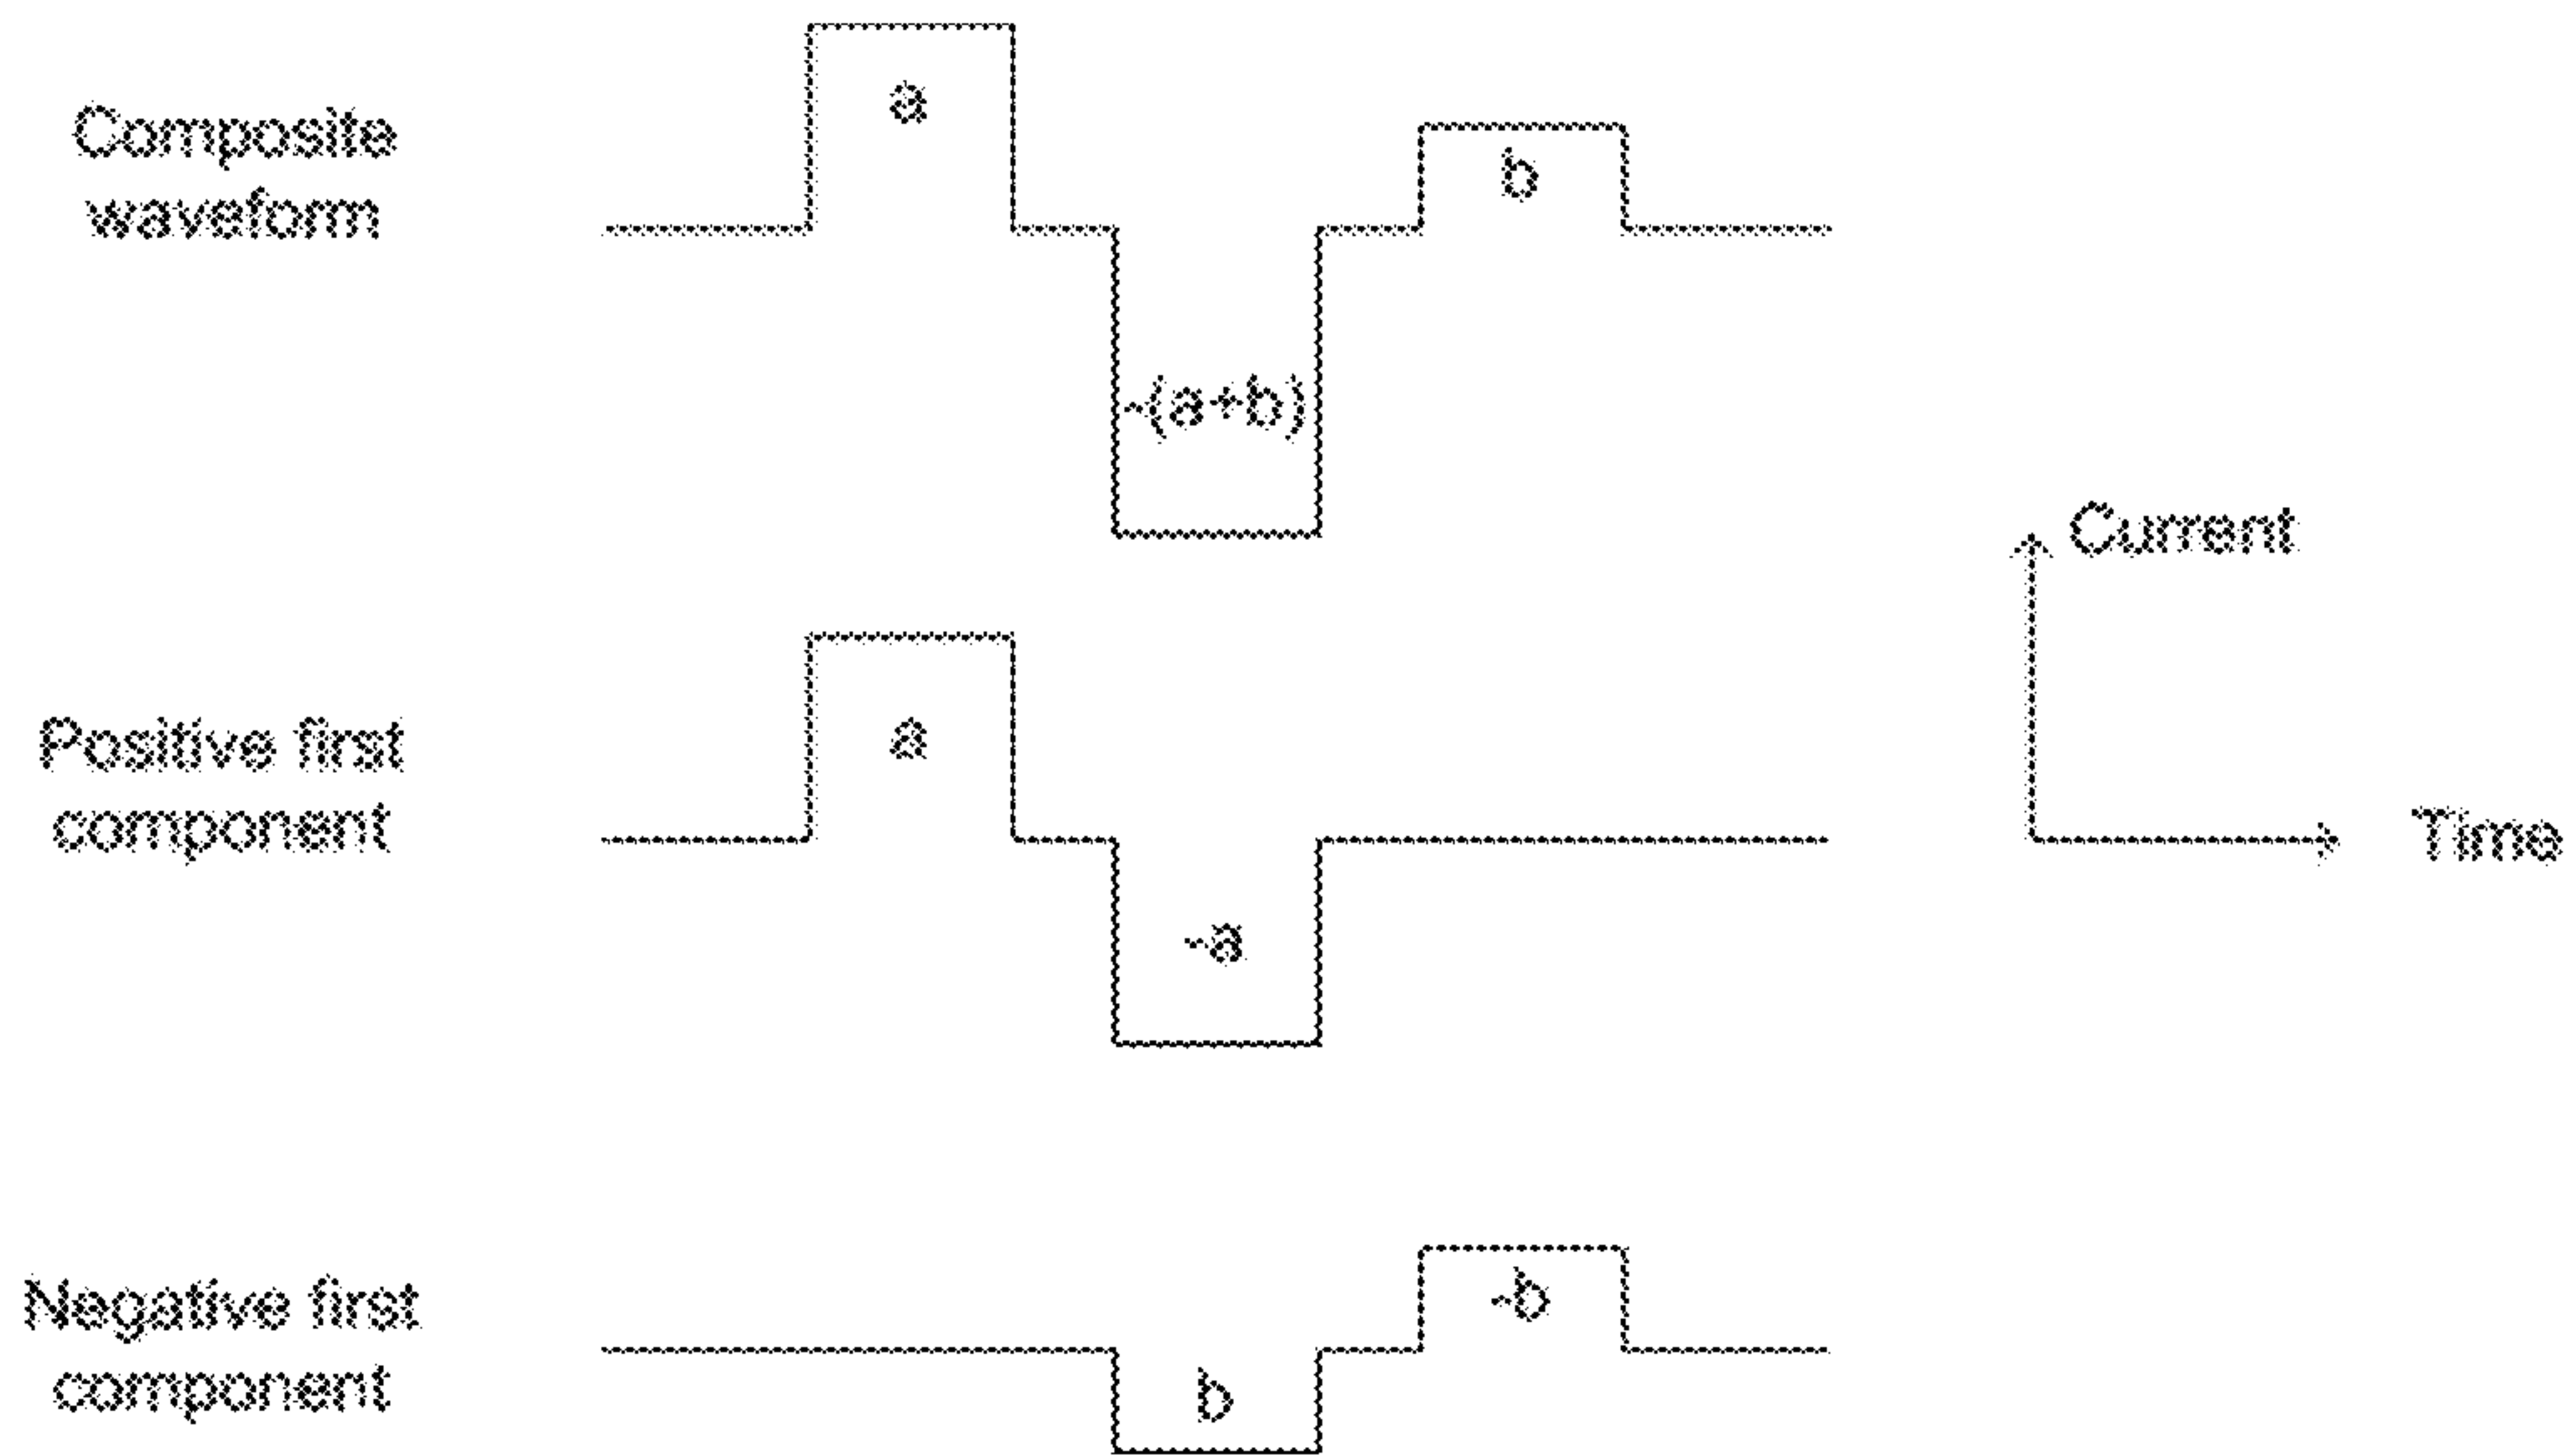 Composite
waveform
a
b
-(a+b)
Current
Positive first
component
a
-a
Time
Negative first
component
b
-b